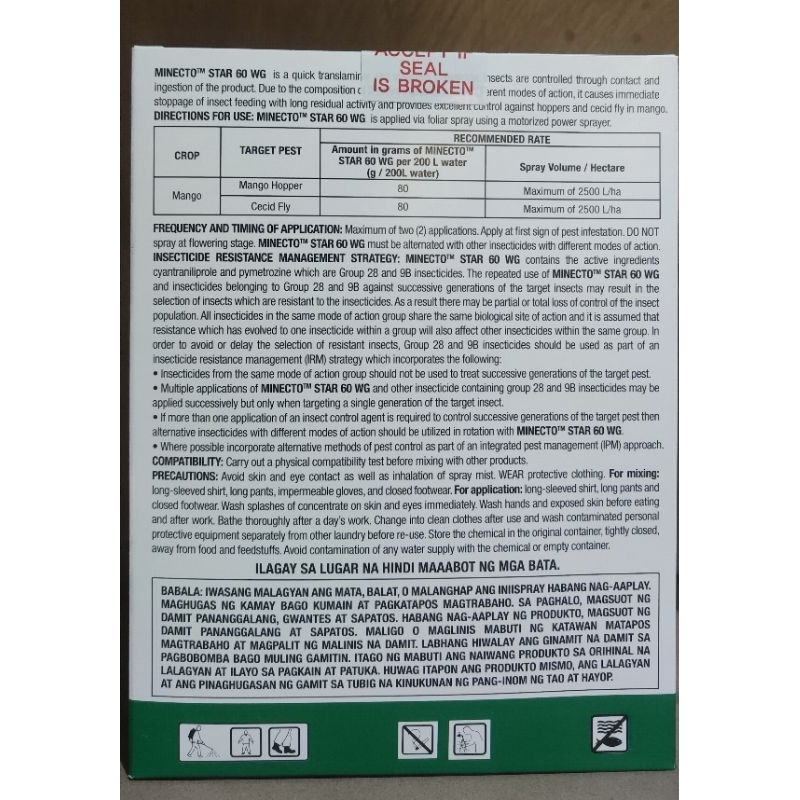 ACCEPT IF
SEAL
IS BROKEN
MINECTO™ STAR 60 WG is a quick nsects are controlled through contact and
ingestion of the product. Due to the composition modes of action, it causes immediate
stoppage of insect feeding with long residual activity and provides excellent control against hoppers and cecid fly in mango.
DIRECTIONS FOR USE: MINECTO™ STAR 60 WG is applied via foliar spray using a motorized power sprayer.
CROP TARGET PEST RECOMMENDED RATE
Amount in grams of MINECTO™
STAR 60 WG per 200 L water
(g / 200L water) Spray Volume / Hectare
Mango Mango Hopper 80 Maximum of 2500 L/ha
Cecid Fly 80 Maximum of 2500 L/ha
FREQUENCY AND TIMING OF APPLICATION: Maximum of two (2) applications. Apply at first sign of pest infestation. DO NOT
spray at flowering stage. MINECTO™ STAR 60 WG must be alternated with other insecticides with different modes of action.
INSECTICIDE RESISTANCE MANAGEMENT STRATEGY: MINECTO™ STAR 60 WG contains the active ingredients
cyantraniliprole and pymetrozine which are Group 28 and 9B insecticides. The repeated use of MINECTO™ STAR 60 WG
and insecticides belonging to Group 28 and 9B against successive generations of the target insects may result in the
selection of insects which are resistant to the insecticides. As a result there may be partial or total loss of control of the insect
population. All insecticides in the same mode of action group share the same biological site of action and it is assumed that
resistance which has evolved to one insecticide within a group will also affect other insecticides within the same group. In
order to avoid or delay the selection of resistant insects, Group 28 and 9B insecticides should be used as part of an
insecticide resistance management (IRM) strategy which incorporates the following:
• Insecticides from the same mode of action group should not be used to treat successive generations of the target pest.
• Multiple applications of MINECTO™ STAR 60 WG and other insecticide containing group 28 and 9B insecticides may be
applied successively but only when targeting a single generation of the target insect.
• If more than one application of an insect control agent is required to control successive generations of the target pest then
alternative insecticides with different modes of action should be utilized in rotation with MINECTO™ STAR 60 WG.
• Where possible incorporate alternative methods of pest control as part of an integrated pest management (IPM) approach.
COMPATIBILITY: Carry out a physical compatibility test before mixing with other products.
PRECAUTIONS: Avoid skin and eye contact as well as inhalation of spray mist. WEAR protective clothing. For mixing:
long-sleeved shirt, long pants, impermeable gloves, and closed footwear. For application: long-sleeved shirt, long pants and
closed footwear. Wash splashes of concentrate on skin and eyes immediately. Wash hands and exposed skin before eating
and after work. Bathe thoroughly after a day's work. Change into clean clothes after use and wash contaminated personal
protective equipment separately from other laundry before re-use. Store the chemical in the original container, tightly closed,
away from food and feedstuffs. Avoid contamination of any water supply with the chemical or empty container.
ILAGAY SA LUGAR NA HINDI MAAABOT NG MGA BATA.
BABALA: IWASANG MALAGYAN ANG MATA, BALAT, O MALANGHAP ANG INIISPRAY HABANG NAG-AAPLAY.
MAGHUGAS NG KAMAY BAGO KUMAIN AT PAGKATAPOS MAGTRABAHO. SA PAGHALO, MAGSUOT NG
DAMIT PANANGGALANG, GWANTES AT SAPATOS. HABANG NAG-APLAY NG PRODUKTO, MAGSUOT NG
DAMIT PANANGGALANG AT SAPATOS. MALIGO O MAGLINIS MABUTI NG KATAWAN MATAPOS
MAGTRABAHO AT MAGPALIT NG MALINIS NA DAMIT. LABHANG HIWALAY ANG GINAMIT NA DAMIT SA
PAGBOBOMBA BAGO MULING GAMITIN. ITAGO NG MABUTI ANG NAIWANG PRODUKTO SA ORIHINAL NA
LALAGYAN AT ILAYO SA PAGKAIN AT PATUKA. HUWAG ITAPON ANG PRODUKTO MISMO, ANG LALAGYAN
AT ANG PINAGHUGASAN NG GAMIT SA TUBIG NA KINUKUNAN NG PANG-INOM NG TAO AT HAYOP.